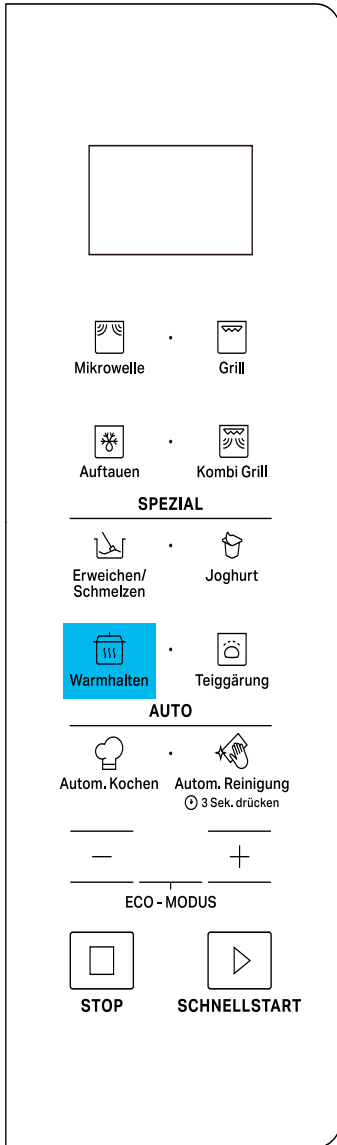 Mikrowelle Grill
Auftauen Kombi Grill
SPEZIAL
Erweichen/ Joghurt
Schmelzen
Warmhalten Teiggärung
AUTO
Autom. Kochen Autom. Reinigung
3 Sek. drücken
− +
ECO - MODUS
STOP SCHNELLSTART